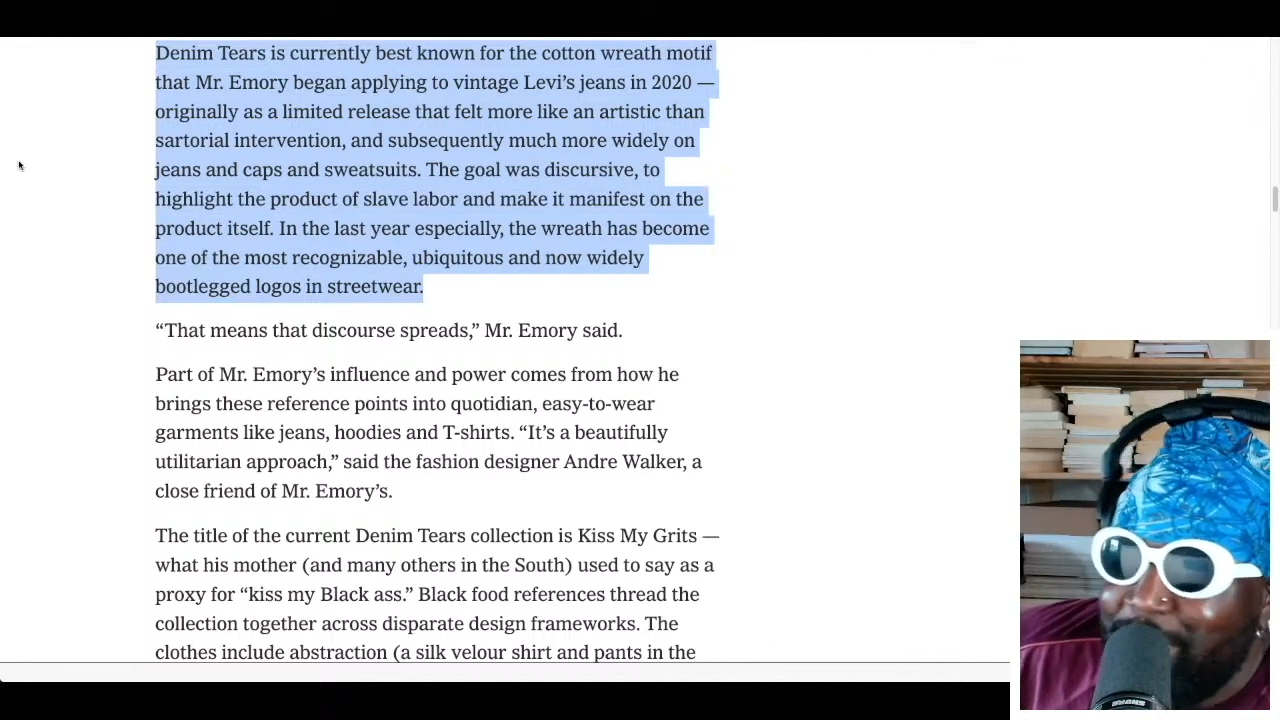 Denim Tears is currently best known for the cotton wreath motif
that Mr. Emory began applying to vintage Levi’s jeans in 2020 —
originally as a limited release that felt more like an artistic than
sartorial intervention, and subsequently much more widely on
jeans and caps and sweatsuits. The goal was discursive, to
highlight the product of slave labor and make it manifest on the
product itself. In the last year especially, the wreath has become
one of the most recognizable, ubiquitous and now widely
bootlegged logos in streetwear.
“That means that discourse spreads,” Mr. Emory said.
Part of Mr. Emory’s influence and power comes from how he
brings these reference points into quotidian, easy-to-wear
garments like jeans, hoodies and T-shirts. “It’s a beautifully
utilitarian approach,” said the fashion designer Andre Walker, a
close friend of Mr. Emory’s.
The title of the current Denim Tears collection is Kiss My Grits —
what his mother (and many others in the South) used to say as a
proxy for “kiss my Black ass.” Black food references thread the
collection together across disparate design frameworks. The
clothes include abstraction (a silk velour shirt and pants in the
SHURE